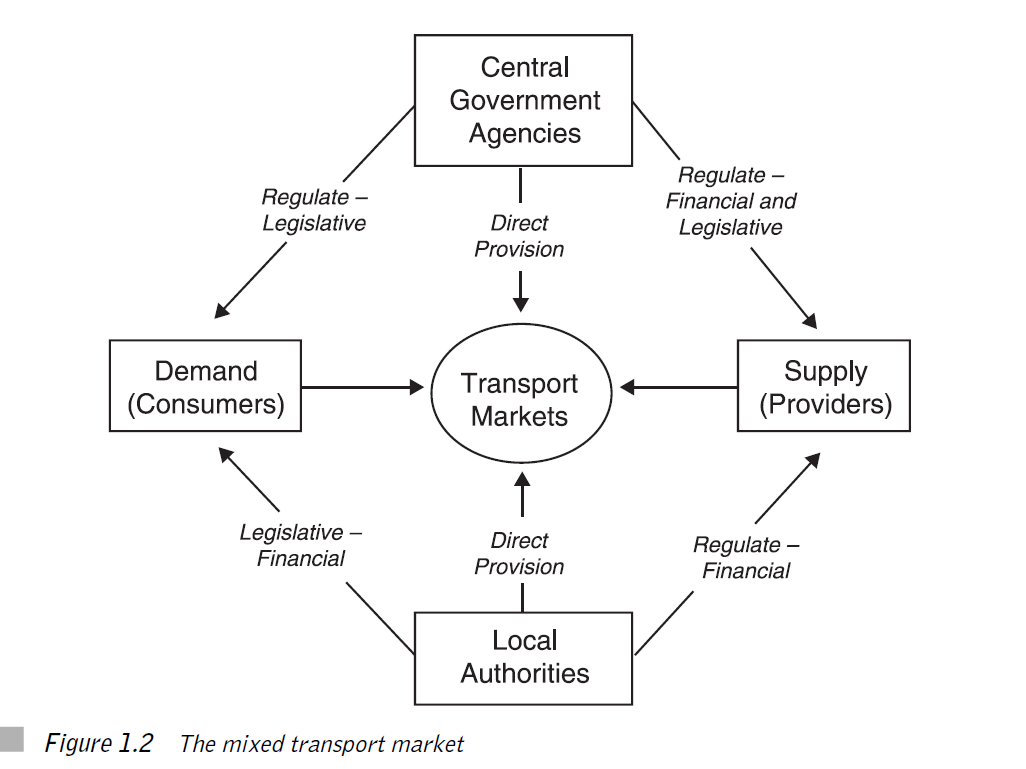 Central
Government
Agencies
Regulate –
Legislative
Direct
Provision
Regulate –
Financial and
Legislative
Demand
(Consumers)
Transport
Markets
Supply
(Providers)
Legislative –
Financial
Direct
Provision
Regulate –
Financial
Local
Authorities
Figure 1.2 The mixed transport market